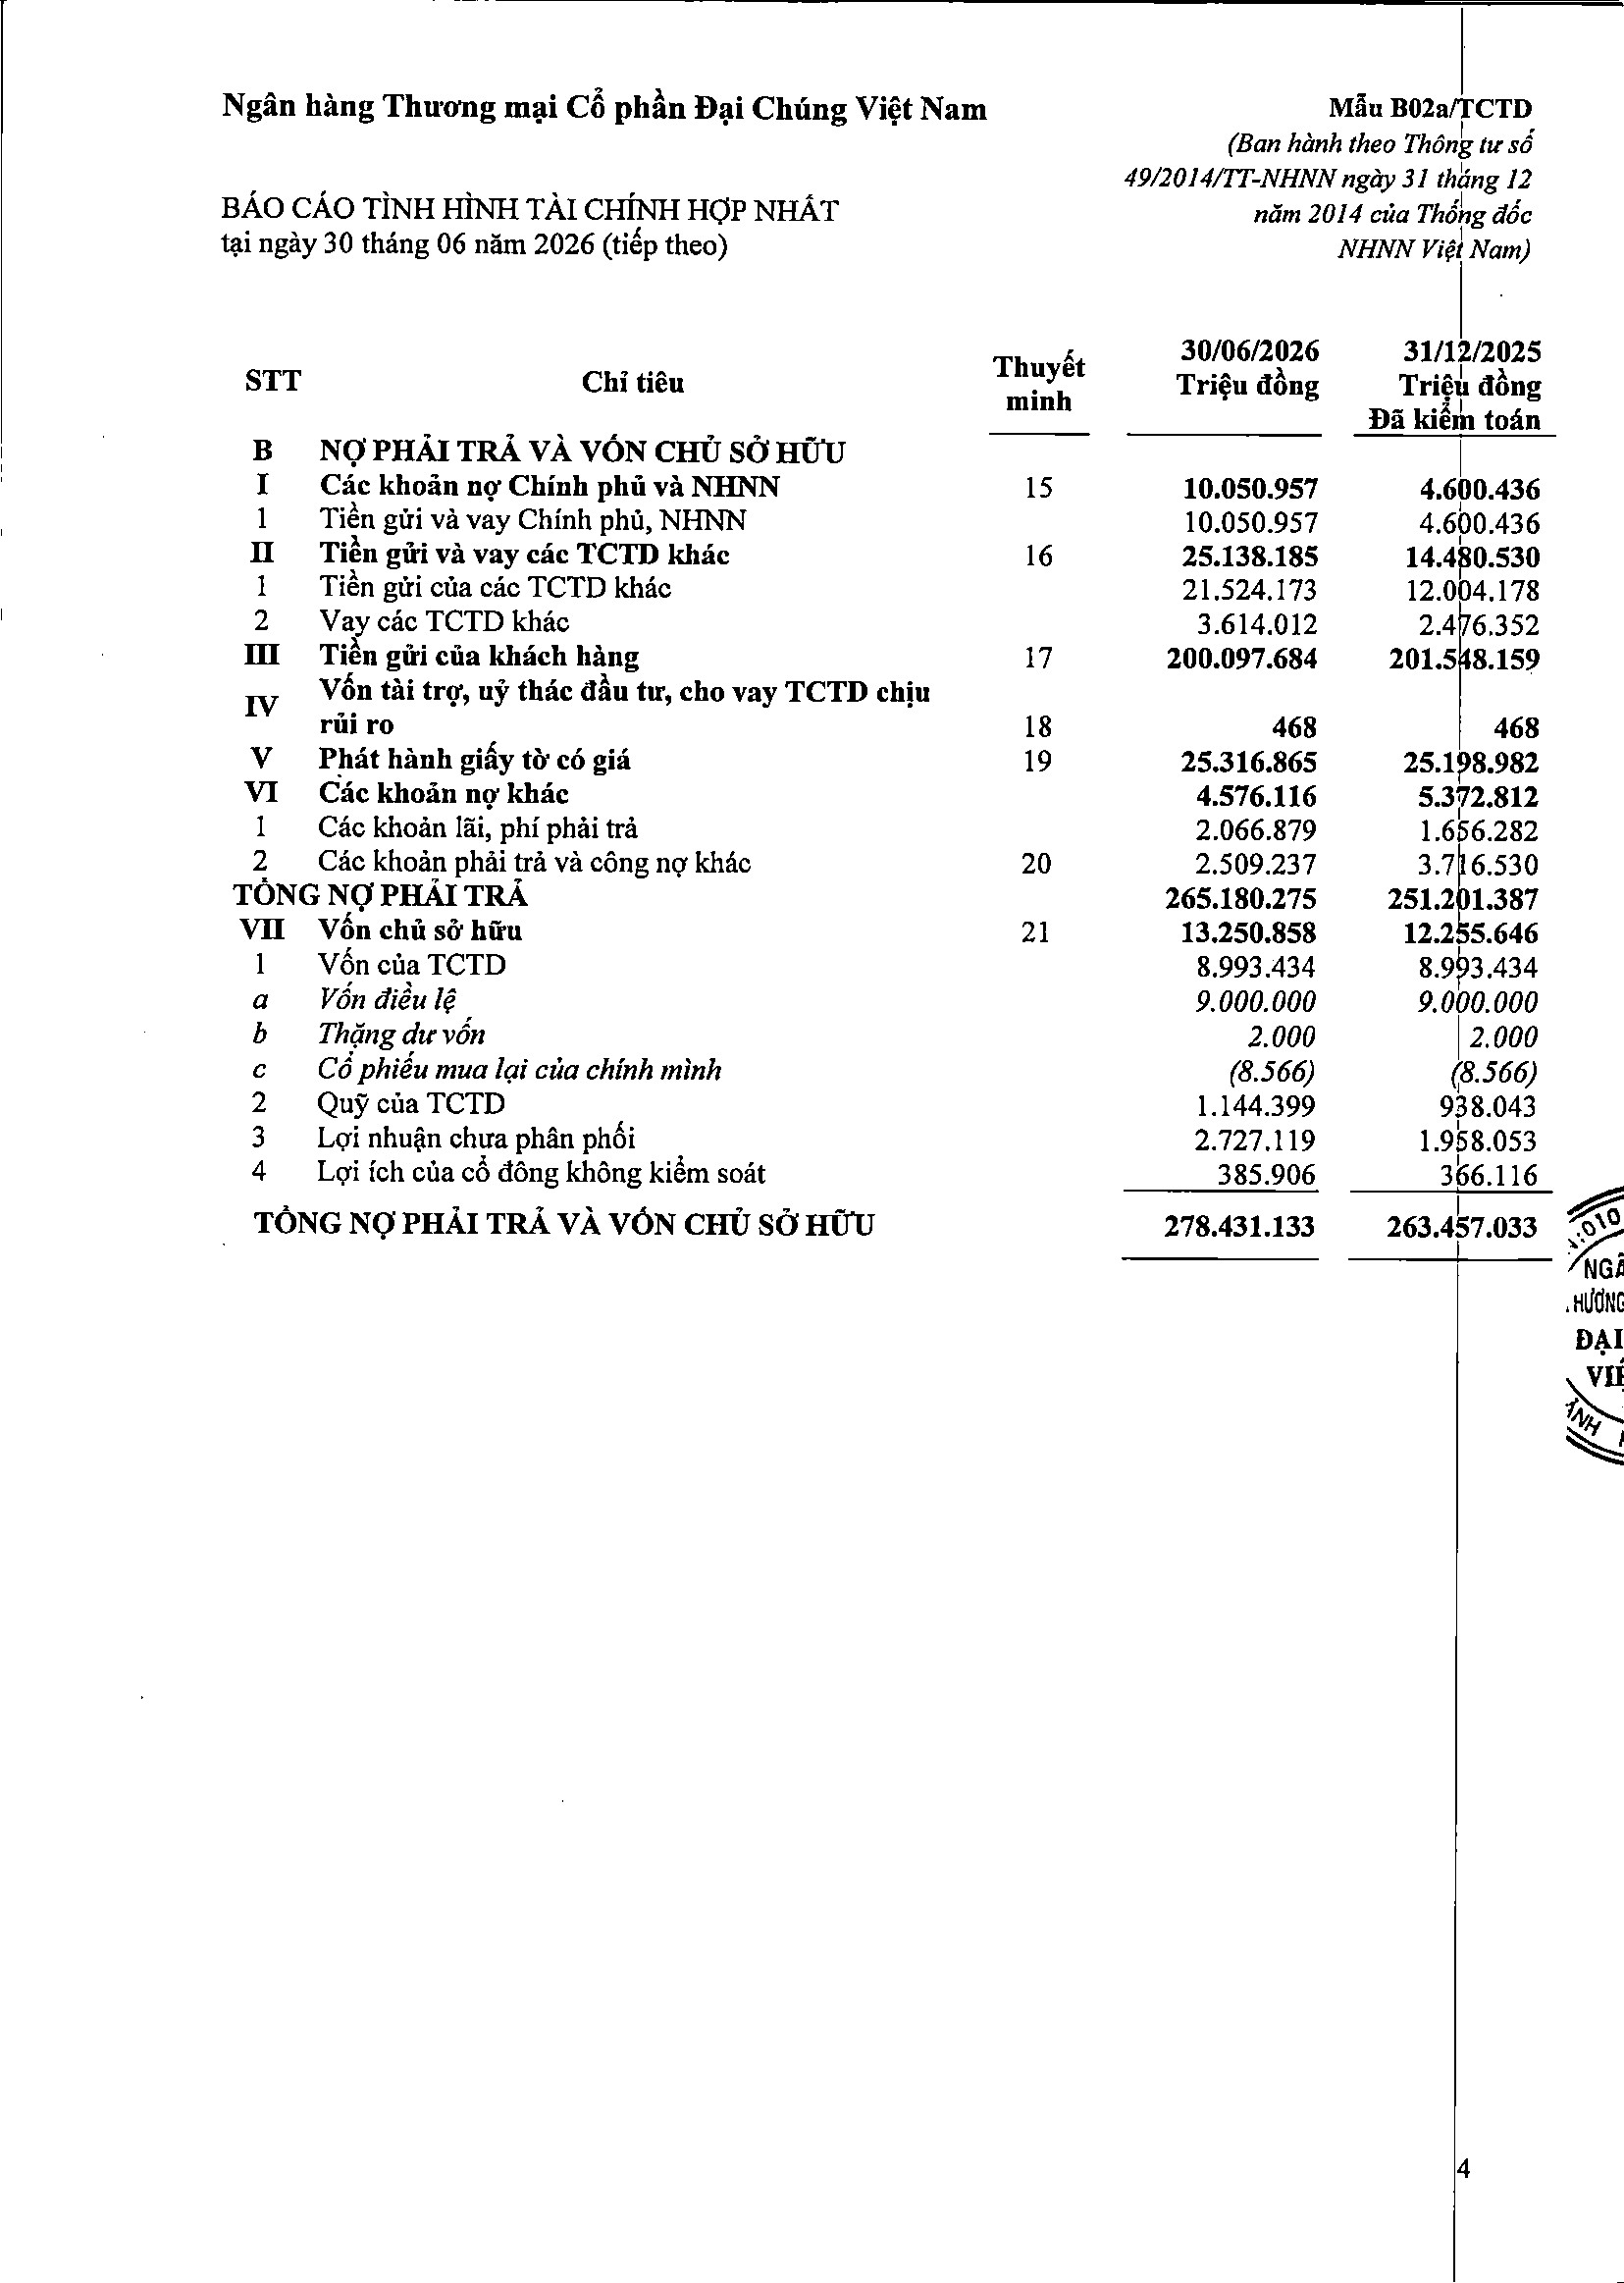 Ngân hàng Thương mại Cổ phần Đại Chúng Việt Nam
Mẫu B02a/TCTD
(Ban hành theo Thông tư số
49/2014/TT-NHNN ngày 31 tháng 12
năm 2014 của Thống đốc
NHNN Việt Nam)
BÁO CÁO TÌNH HÌNH TÀI CHÍNH HỢP NHẤT
tại ngày 30 tháng 06 năm 2026 (tiếp theo)
STT Chỉ tiêu Thuyết minh 30/06/2026 Triệu đồng 31/12/2025 Triệu đồng Đã kiểm toán
B NỢ PHẢI TRẢ VÀ VỐN CHỦ SỞ HỮU
I Các khoản nợ Chính phủ và NHNN 15 10.050.957 4.600.436
1 Tiền gửi và vay Chính phủ, NHNN 10.050.957 4.600.436
II Tiền gửi và vay các TCTD khác 16 25.138.185 14.480.530
1 Tiền gửi của các TCTD khác 21.524.173 12.004.178
2 Vay các TCTD khác 3.614.012 2.476.352
III Tiền gửi của khách hàng 17 200.097.684 201.548.159
IV Vốn tài trợ, uỷ thác đầu tư, cho vay TCTD chịu
rủi ro 18 468 468
V Phát hành giấy tờ có giá 19 25.316.865 25.198.982
VI Các khoản nợ khác 4.576.116 5.372.812
1 Các khoản lãi, phí phải trả 2.066.879 1.656.282
2 Các khoản phải trả và công nợ khác 20 2.509.237 3.716.530
TỔNG NỢ PHẢI TRẢ 265.180.275 251.201.387
VII Vốn chủ sở hữu 21 13.250.858 12.255.646
1 Vốn của TCTD 8.993.434 8.993.434
a Vốn điều lệ 9.000.000 9.000.000
b Thặng dư vốn 2.000 2.000
c Cổ phiếu mua lại của chính mình (8.566) (8.566)
2 Quỹ của TCTD 1.144.399 938.043
3 Lợi nhuận chưa phân phối 2.727.119 1.958.053
4 Lợi ích của cổ đông không kiểm soát 385.906 366.116
TỔNG NỢ PHẢI TRẢ VÀ VỐN CHỦ SỞ HỮU 278.431.133 263.457.033
ĐẠI
4